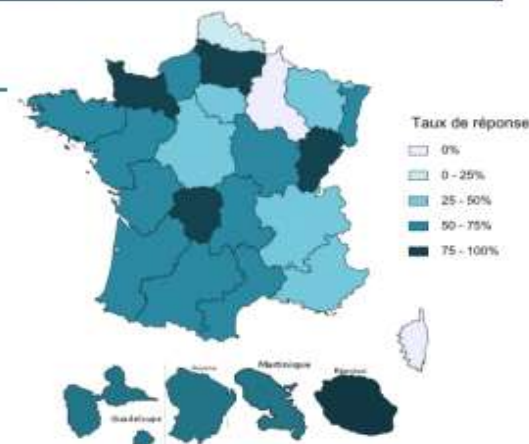 Taux de réponse
0%
0 - 25%
25 - 50%
50 - 75%
75 - 100%
Martinique
Guadeloupe